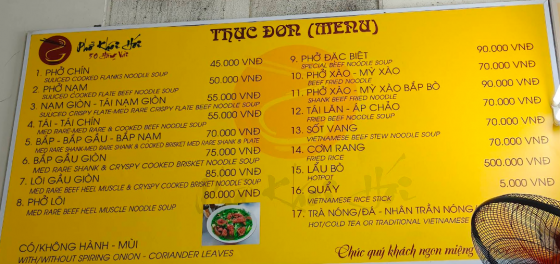 THỰC ĐƠN (MENU)
Phở Khôi Hói
1. PHỞ CHÍN 45.000 VNĐ
SULICED COOKED FLANKS NOODLE SOUP
2. PHỞ NẠM 50.000 VNĐ
SULICED COOKED FLATE BEEF NOODLE SOUP
3. NẠM GIÒN - TÁI NẠM GIÒN 55.000 VNĐ
SULICED COOKED FLATE-MED RARE CRISPY FLATE BEEF NOODLE SOUP
4. TÁI - TÁI CHÍN 55.000 VNĐ
MED RARE-MED RARE & COOKED BEEF NOODLE SOUP
5. BẮP - BẮP GẦU - BẮP NẠM 70.000 VNĐ
MED RARE SHANK-MED RARE SHANK & COOKED BRISKET MED RARE SHANK & PLATE
6. BẮP GẦU GIÒN 75.000 VNĐ
MED RARE SHANK & CRYSPY COOKED BRISKET NOODLE SOUP
7. LÕI GẦU GIÒN 85.000 VNĐ
MED RARE BEEF HEEL MUSCLE & CRYSPY COOKED BRISKET NOODLE SOUP
8. PHỞ LÕI 80.000 VNĐ
MED RARE BEEF HEEL MUSCLE NOODLE SOUP
CÓ/KHÔNG HÀNH - MÙI
WITH/WITHOUT SPIRING ONION - CORIANDER LEAVES
9. PHỞ ĐẶC BIỆT 90.000 VNĐ
SPECIAL BEEF NOODLE SOUP
10. PHỞ XÀO - MỲ XÀO 70.000 VNĐ
BEEF FRIED NOODLE
11. PHỞ XÀO - MỲ XÀO BẮP BÒ 90.000 VNĐ
SHANK BEEF FRIED NOODLE
12. TÁI LĂN - ÁP CHẢO 70.000 VNĐ
FRIED BEEF NOODLE SOUP
13. SỐT VANG 70.000 VNĐ
VIETNAMESE BEEF STEW NOODLE SOUP
14. CƠM RANG 70.000 VNĐ
FRIED RICE
15. LẨU BÒ 500.000 VNĐ
HOTPOT
16. QUẨY 5.000 VNĐ
VIETNAMESE RICE STICK
17. TRÀ NÓNG/ĐÁ - NHÂN TRẦN NÓNG
HOT/COLD TEA OR TRADITIONAL VIETNAMESE
Chúc quý khách ngon miệng